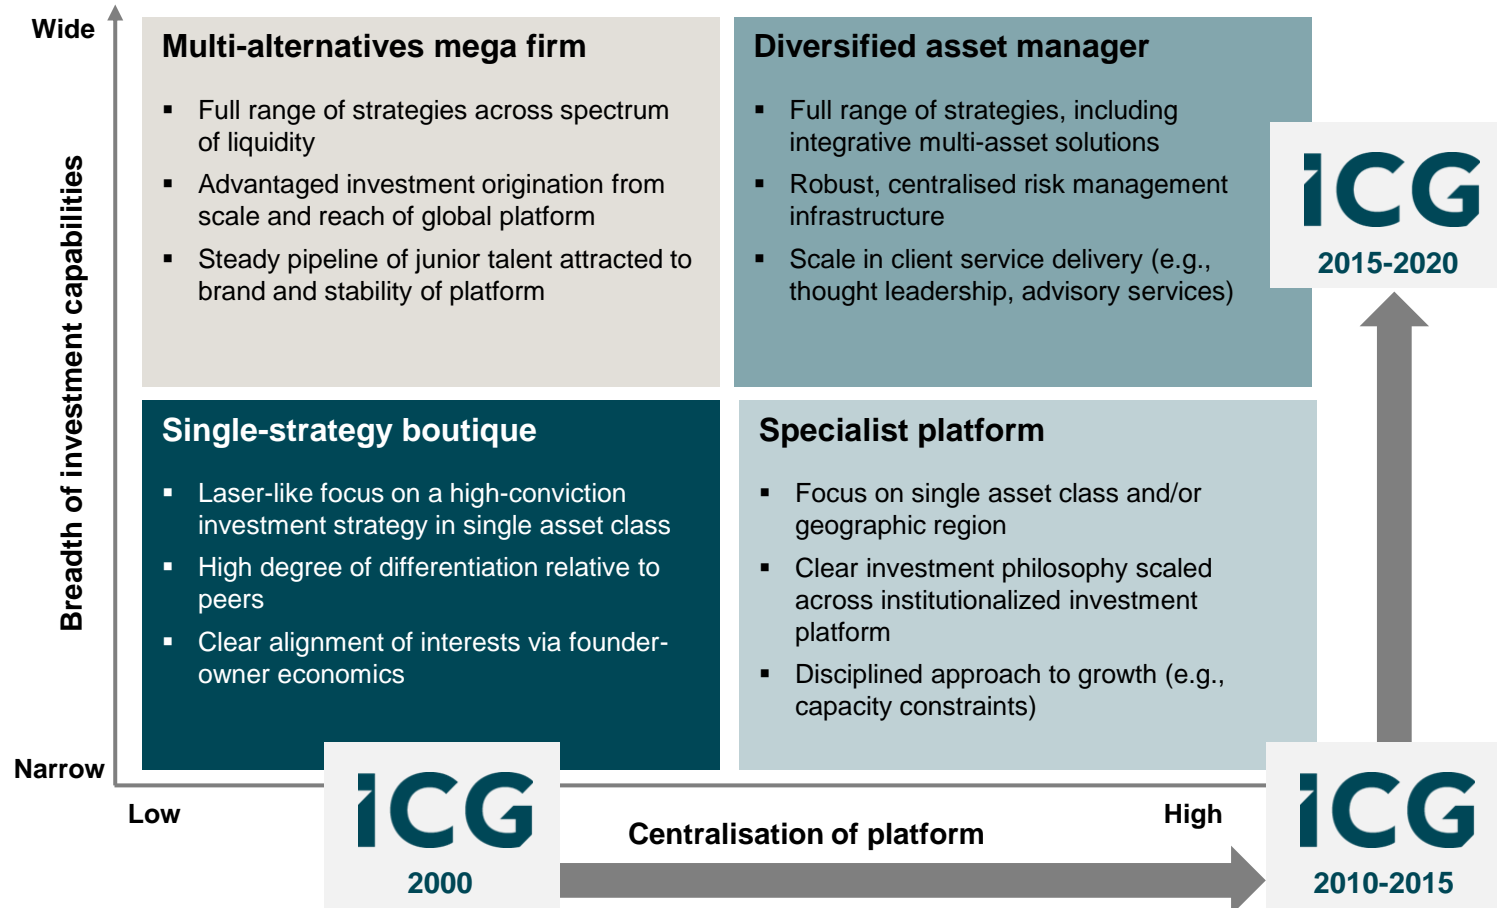 Wide
Multi-alternatives mega firm
▪ Full range of strategies across spectrum
of liquidity
▪ Advantaged investment origination from
scale and reach of global platform
▪ Steady pipeline of junior talent attracted to
brand and stability of platform
Diversified asset manager
▪ Full range of strategies, including
integrative multi-asset solutions
▪ Robust, centralised risk management
infrastructure
▪ Scale in client service delivery (e.g.,
thought leadership, advisory services)
ICG
2015-2020
Breadth of investment capabilities
Single-strategy boutique
▪ Laser-like focus on a high-conviction
investment strategy in single asset class
▪ High degree of differentiation relative to
peers
▪ Clear alignment of interests via founder-
owner economics
Specialist platform
▪ Focus on single asset class and/or
geographic region
▪ Clear investment philosophy scaled
across institutionalized investment
platform
▪ Disciplined approach to growth (e.g.,
capacity constraints)
Narrow
Low
ICG
2000
Centralisation of platform
High
ICG
2010-2015